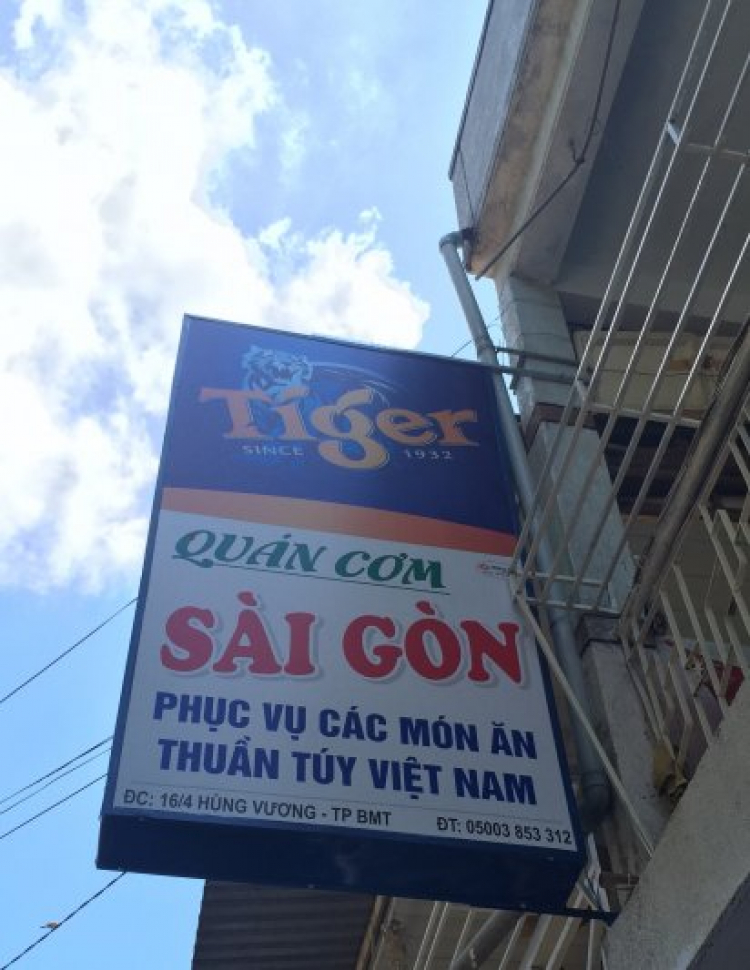 Tiger
SINCE 1932
QUÁN CƠM
SÀI GÒN
PHỤC VỤ CÁC MÓN ĂN
THUẦN TÚY VIỆT NAM
ĐC: 16/4 HÙNG VƯƠNG - TP BMT ĐT: 05003 853 312